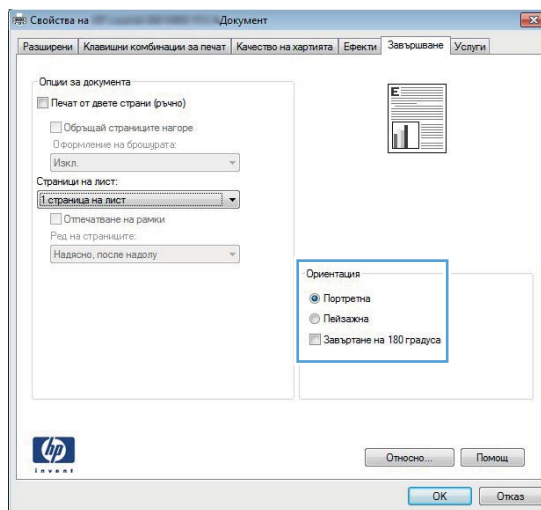 Свойства на Документ
Разширени Клавишни комбинации за печат Качество на хартията Ефекти Завършване Услуги
Опции за документа
Печат от двете страни (ръчно)
Обръщай страниците нагоре
Оформление на брошурата:
Изкл.
Страници на лист:
1 страница на лист
Отпечатване на рамки
Ред на страниците:
Надясно, после надолу
E
Ориентация
Портретна
Пейзажна
Завъртане на 180 градуса
hp
invent
Относно... Помощ
OK Отказ